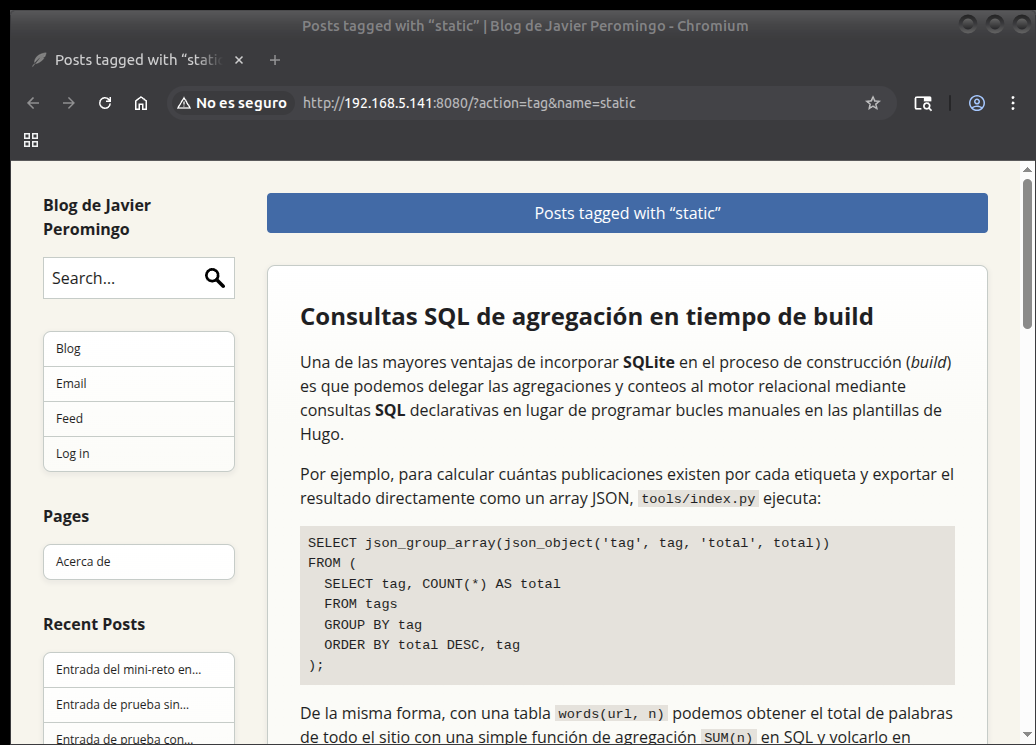 Posts tagged with “static” | Blog de Javier Peromingo - Chromium
Posts tagged with “static
No es seguro http://192.168.5.141:8080/?action=tag&name=static
Blog de Javier
Peromingo
Search...
Blog
Email
Feed
Log in
Pages
Acerca de
Recent Posts
Entrada del mini-reto en...
Entrada de prueba sin...
Entrada de prueba con...
Posts tagged with “static”
Consultas SQL de agregación en tiempo de build
Una de las mayores ventajas de incorporar SQLite en el proceso de construcción (build)
es que podemos delegar las agregaciones y conteos al motor relacional mediante
consultas SQL declarativas en lugar de programar bucles manuales en las plantillas de
Hugo.
Por ejemplo, para calcular cuántas publicaciones existen por cada etiqueta y exportar el
resultado directamente como un array JSON, tools/index.py ejecuta:
SELECT json_group_array(json_object('tag', tag, 'total', total))
FROM (
  SELECT tag, COUNT(*) AS total
  FROM tags
  GROUP BY tag
  ORDER BY total DESC, tag
);
De la misma forma, con una tabla words(url, n) podemos obtener el total de palabras
de todo el sitio con una simple función de agregación SUM(n) en SQL y volcarlo en